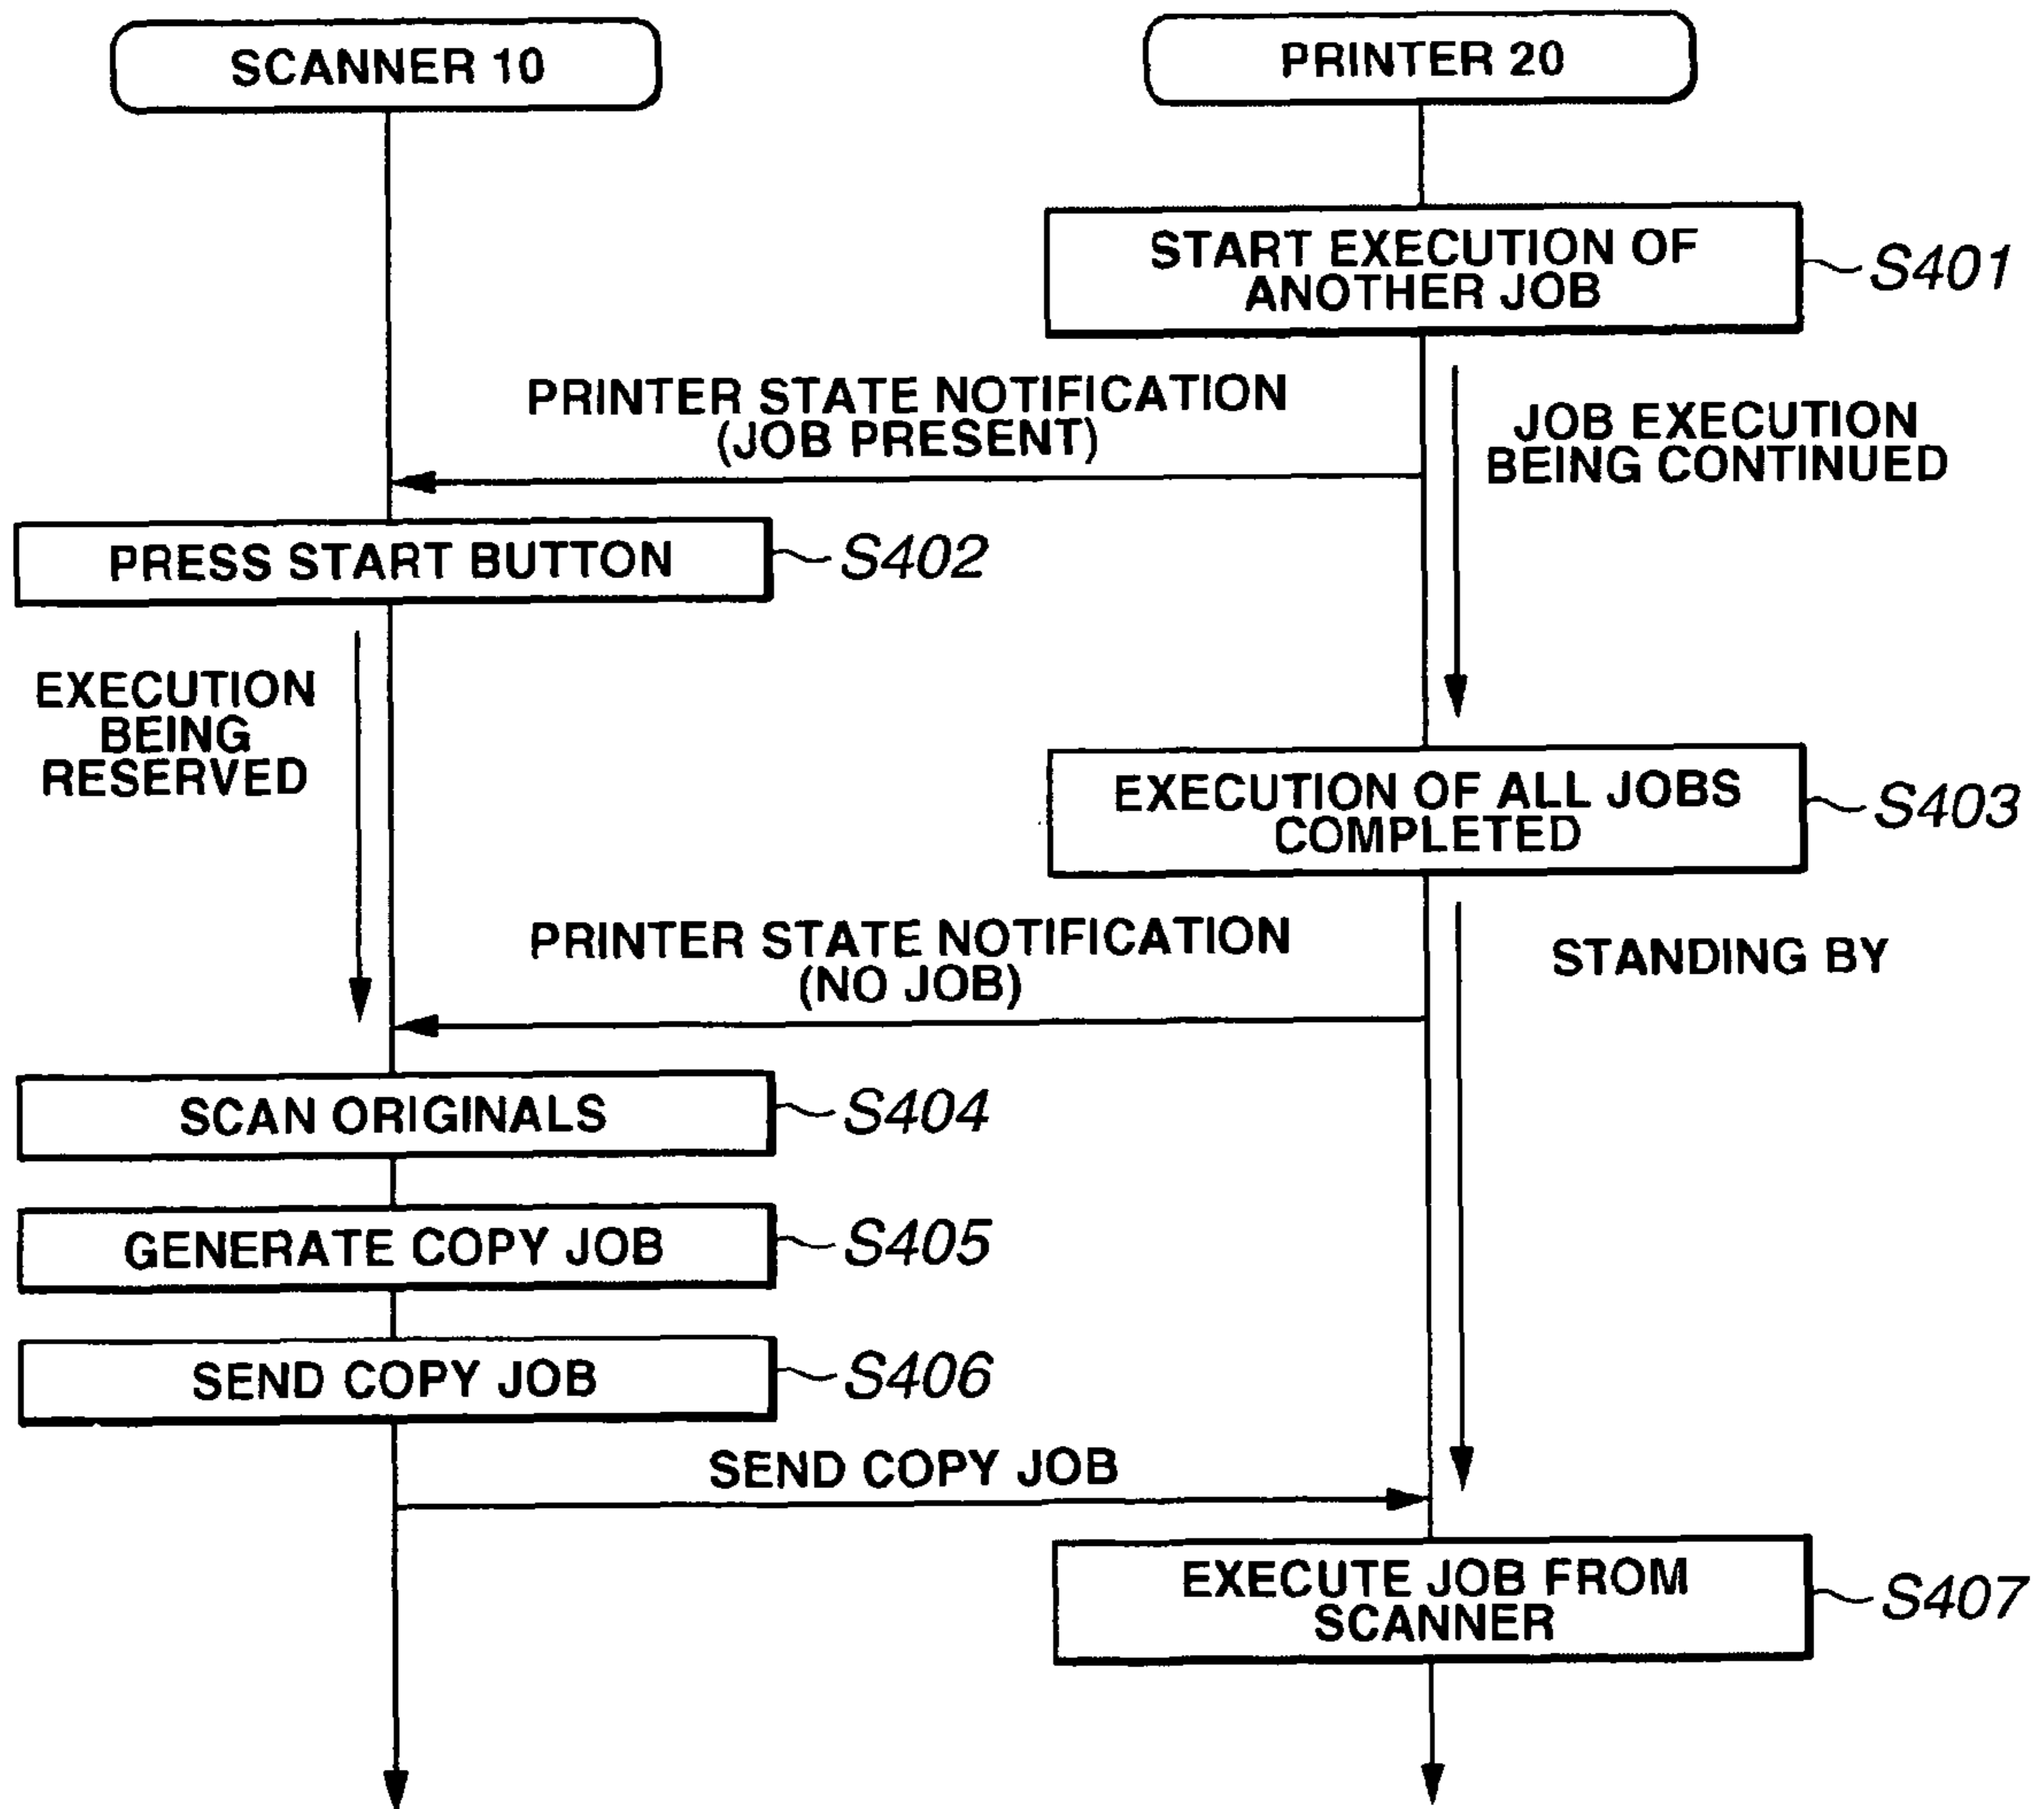 SCANNER 10
PRINTER 20
START EXECUTION OF
ANOTHER JOB
S401
PRINTER STATE NOTIFICATION
(JOB PRESENT)
JOB EXECUTION
BEING CONTINUED
PRESS START BUTTON
S402
EXECUTION
BEING
RESERVED
EXECUTION OF ALL JOBS
COMPLETED
S403
PRINTER STATE NOTIFICATION
(NO JOB)
STANDING BY
SCAN ORIGINALS
S404
GENERATE COPY JOB
S405
SEND COPY JOB
S406
SEND COPY JOB
EXECUTE JOB FROM
SCANNER
S407